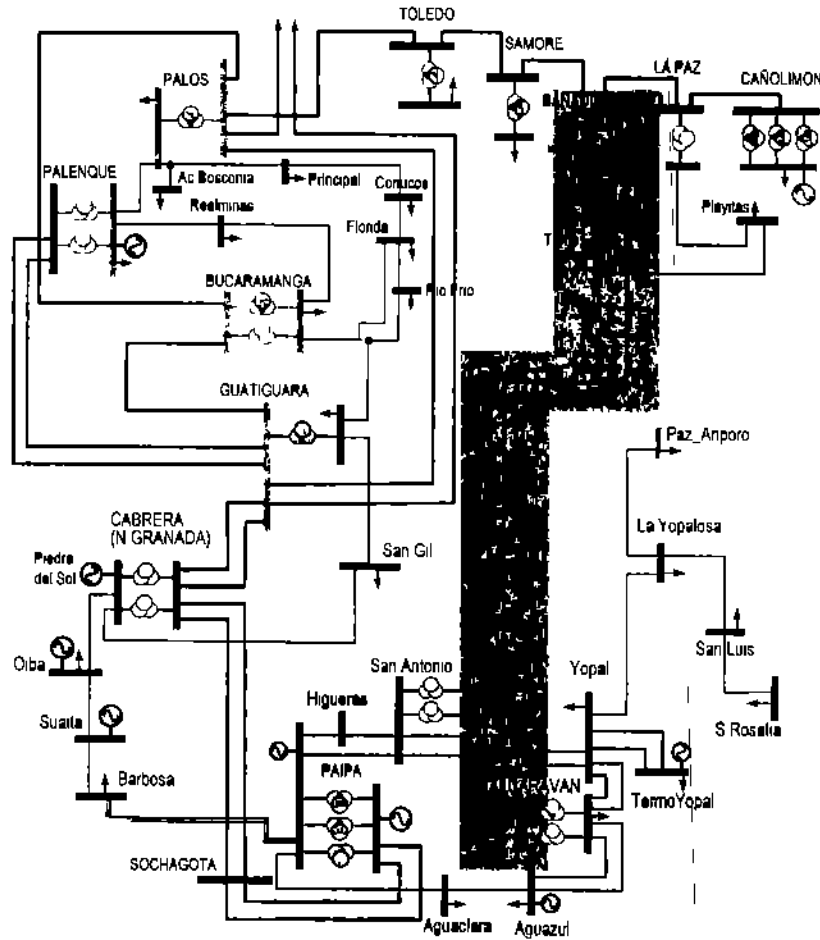 TOLEDO
SAMORE
LA PAZ
CAÑOLIMON
PALOS
PALENQUE
Ac Bosconia
Principal
Conucos
Realminas
Florida
Playitas
BUCARAMANGA
Rio Frio
GUATIGUARA
Paz_Anporo
CABRERA
(N GRANADA)
La Yopalosa
Piedra
del Sol
San Gil
San Luis
Oiba
San Antonio
Yopal
Higueras
Suaita
S Rosalia
PAIPA
Barbosa
TermoYopal
SOCHAGOTA
Aguaclara
Aguazul